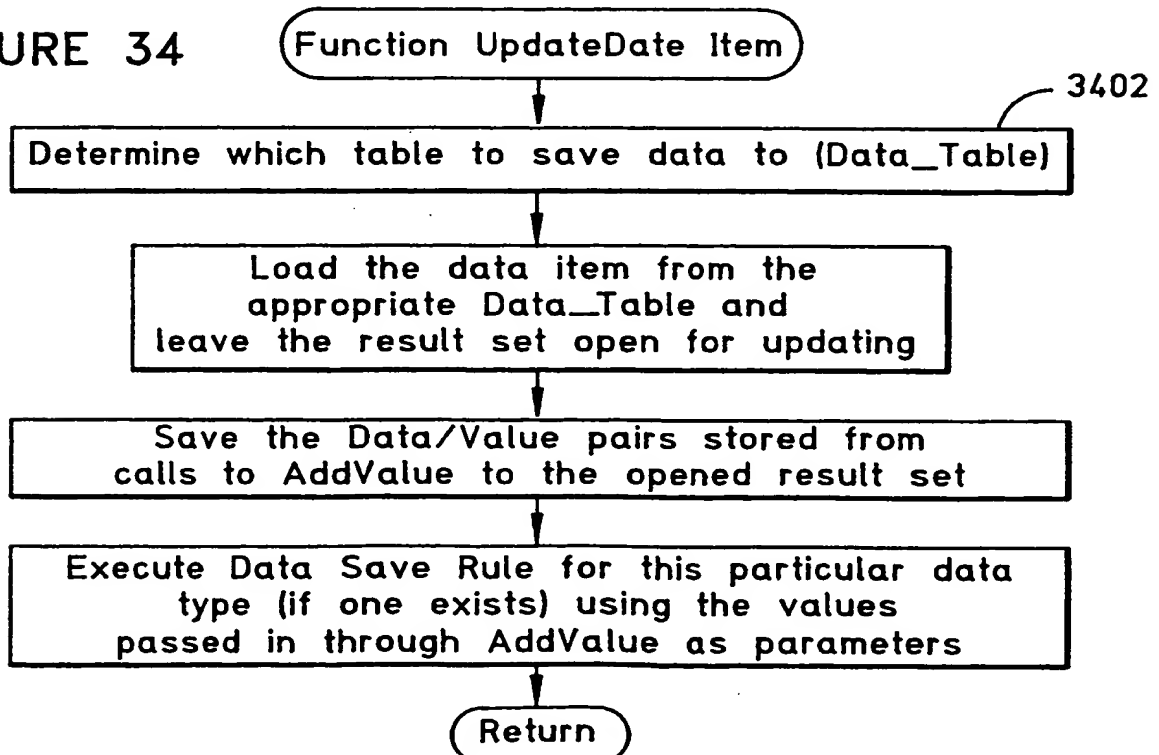 URE 34
Function UpdateDate Item
3402
Determine which table to save data to (Data_Table)
Load the data item from the
appropriate Data_Table and
leave the result set open for updating
Save the Data/Value pairs stored from
calls to AddValue to the opened result set
Execute Data Save Rule for this particular data
type (if one exists) using the values
passed in through AddValue as parameters
Return